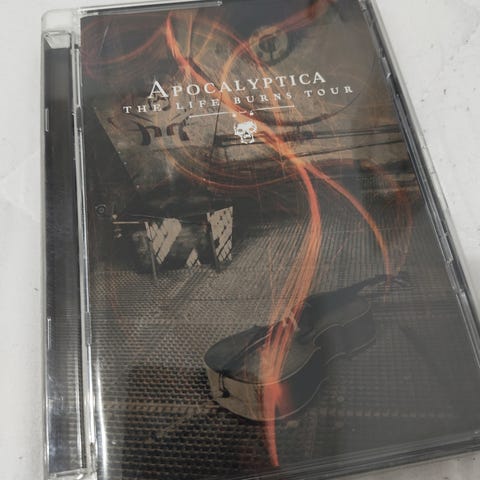 APOCALYPTICA
THE LIFE BURNS TOUR